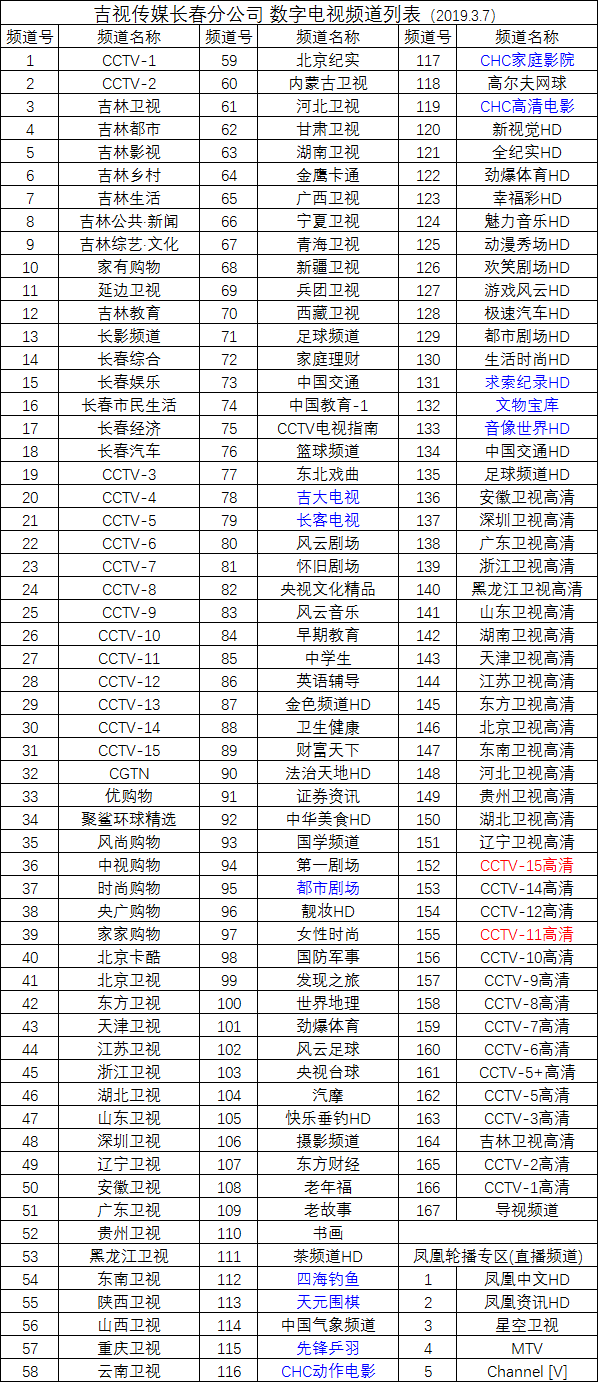 吉视传媒长春分公司 数字电视频道列表（2019.3.7）
频道号 频道名称 频道号 频道名称 频道号 频道名称
1 CCTV-1 59 北京纪实 117 CHC家庭影院
2 CCTV-2 60 内蒙古卫视 118 高尔夫网球
3 吉林卫视 61 河北卫视 119 CHC高清电影
4 吉林都市 62 甘肃卫视 120 新视觉HD
5 吉林影视 63 湖南卫视 121 全纪实HD
6 吉林乡村 64 金鹰卡通 122 劲爆体育HD
7 吉林生活 65 广西卫视 123 幸福彩HD
8 吉林公共·新闻 66 宁夏卫视 124 魅力音乐HD
9 吉林综艺·文化 67 青海卫视 125 动漫秀场HD
10 家有购物 68 新疆卫视 126 欢笑剧场HD
11 延边卫视 69 兵团卫视 127 游戏风云HD
12 吉林教育 70 西藏卫视 128 极速汽车HD
13 长影频道 71 足球频道 129 都市剧场HD
14 长春综合 72 家庭理财 130 生活时尚HD
15 长春娱乐 73 中国交通 131 求索纪录HD
16 长春市民生活 74 中国教育-1 132 文物宝库
17 长春经济 75 CCTV电视指南 133 音像世界HD
18 长春汽车 76 篮球频道 134 中国交通HD
19 CCTV-3 77 东北戏曲 135 足球频道HD
20 CCTV-4 78 吉大电视 136 安徽卫视高清
21 CCTV-5 79 长客电视 137 深圳卫视高清
22 CCTV-6 80 风云剧场 138 广东卫视高清
23 CCTV-7 81 怀旧剧场 139 浙江卫视高清
24 CCTV-8 82 央视文化精品 140 黑龙江卫视高清
25 CCTV-9 83 风云音乐 141 山东卫视高清
26 CCTV-10 84 早期教育 142 湖南卫视高清
27 CCTV-11 85 中学生 143 天津卫视高清
28 CCTV-12 86 英语辅导 144 江苏卫视高清
29 CCTV-13 87 金色频道HD 145 东方卫视高清
30 CCTV-14 88 卫生健康 146 北京卫视高清
31 CCTV-15 89 财富天下 147 东南卫视高清
32 CGTN 90 法治天地HD 148 河北卫视高清
33 优购物 91 证券资讯 149 贵州卫视高清
34 聚鲨环球精选 92 中华美食HD 150 湖北卫视高清
35 风尚购物 93 国学频道 151 辽宁卫视高清
36 中视购物 94 第一剧场 152 CCTV-15高清
37 时尚购物 95 都市剧场 153 CCTV-14高清
38 央广购物 96 靓妆HD 154 CCTV-12高清
39 家家购物 97 女性时尚 155 CCTV-11高清
40 北京卡酷 98 国防军事 156 CCTV-10高清
41 北京卫视 99 发现之旅 157 CCTV-9高清
42 东方卫视 100 世界地理 158 CCTV-8高清
43 天津卫视 101 劲爆体育 159 CCTV-7高清
44 江苏卫视 102 风云足球 160 CCTV-6高清
45 浙江卫视 103 央视台球 161 CCTV-5+高清
46 湖北卫视 104 汽摩 162 CCTV-5高清
47 山东卫视 105 快乐垂钓HD 163 CCTV-3高清
48 深圳卫视 106 摄影频道 164 吉林卫视高清
49 辽宁卫视 107 东方财经 165 CCTV-2高清
50 安徽卫视 108 老年福 166 CCTV-1高清
51 广东卫视 109 老故事 167 导视频道
52 贵州卫视 110 书画
53 黑龙江卫视 111 茶频道HD 凤凰轮播专区(直播频道)
54 东南卫视 112 四海钓鱼 1 凤凰中文HD
55 陕西卫视 113 天元围棋 2 凤凰资讯HD
56 山西卫视 114 中国气象频道 3 星空卫视
57 重庆卫视 115 先锋乒羽 4 MTV
58 云南卫视 116 CHC动作电影 5 Channel [V]